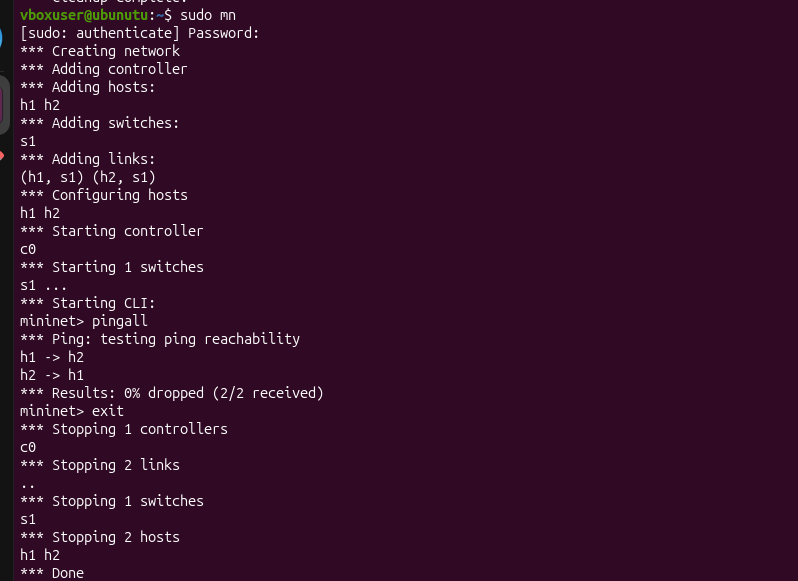 cleanup complete.
vboxuser@ubunutu:~$ sudo mn
[sudo: authenticate] Password:
*** Creating network
*** Adding controller
*** Adding hosts:
h1 h2
*** Adding switches:
s1
*** Adding links:
(h1, s1) (h2, s1)
*** Configuring hosts
h1 h2
*** Starting controller
c0
*** Starting 1 switches
s1 ...
*** Starting CLI:
mininet> pingall
*** Ping: testing ping reachability
h1 -> h2
h2 -> h1
*** Results: 0% dropped (2/2 received)
mininet> exit
*** Stopping 1 controllers
c0
*** Stopping 2 links
..
*** Stopping 1 switches
s1
*** Stopping 2 hosts
h1 h2
*** Done